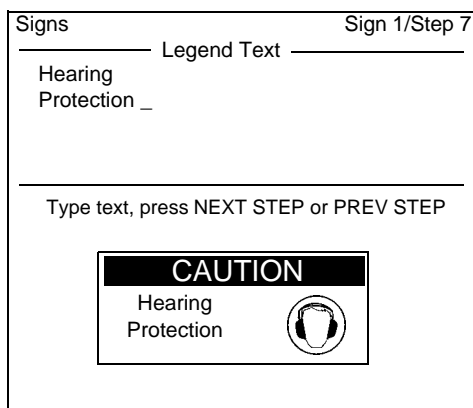 Signs Sign 1/Step 7
Legend Text
Hearing
Protection _
Type text, press NEXT STEP or PREV STEP
CAUTION
Hearing
Protection